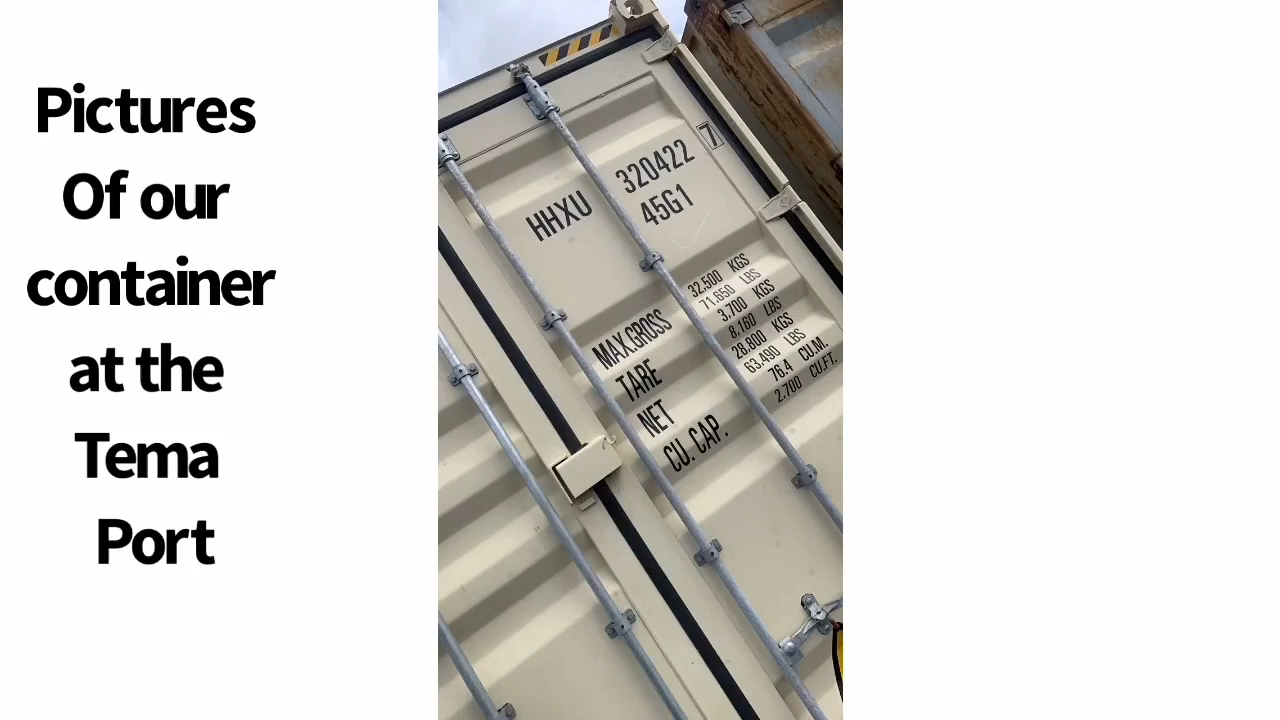 Pictures
Of our
container
at the
Tema
Port
HHXU 320422 7
45G1
MAX.GROSS 32,500 KGS
71,650 LBS
TARE 3,700 KGS
8,160 LBS
NET 28,800 KGS
63,490 LBS
CU. CAP. 76.4 CU.M.
2,700 CU.FT.